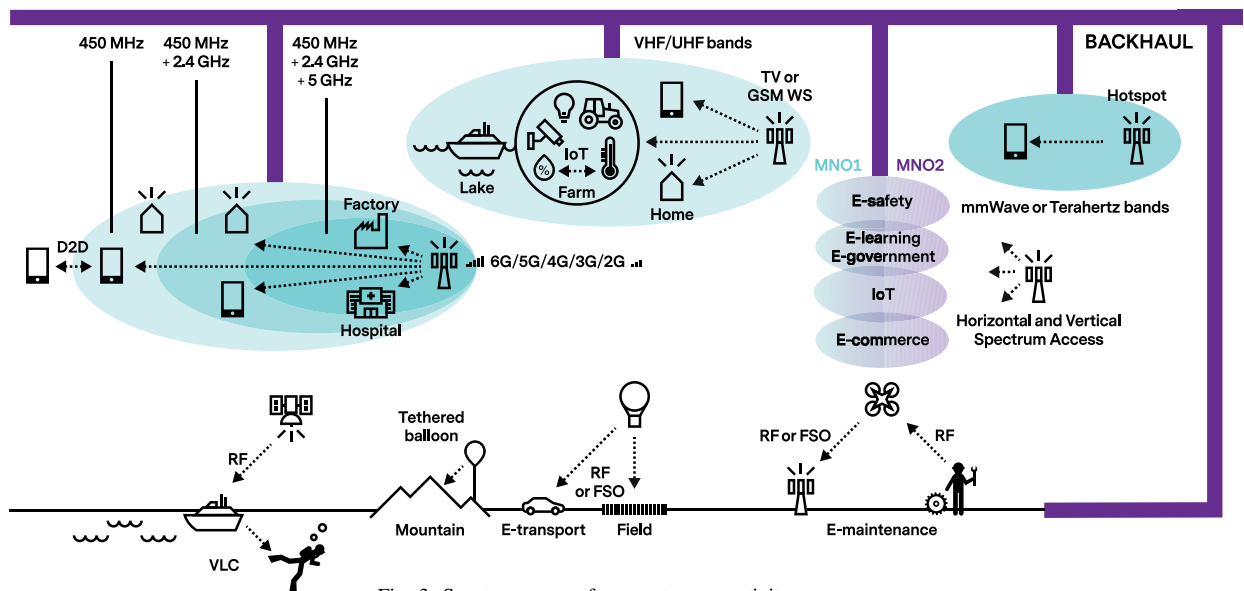 450 MHz
450 MHz
+ 2.4 GHz
450 MHz
+ 2.4 GHz
+ 5 GHz
VHF/UHF bands
BACKHAUL
TV or
GSM WS
Hotspot
IoT
%
Lake
Farm
Home
MNO1
MNO2
E-safety
E-learning
E-government
IoT
E-commerce
mmWave or Terahertz bands
Horizontal and Vertical
Spectrum Access
Factory
D2D
6G/5G/4G/3G/2G
Hospital
RF
VLC
Tethered
balloon
Mountain
RF
or FSO
E-transport
Field
RF or FSO
RF
E-maintenance